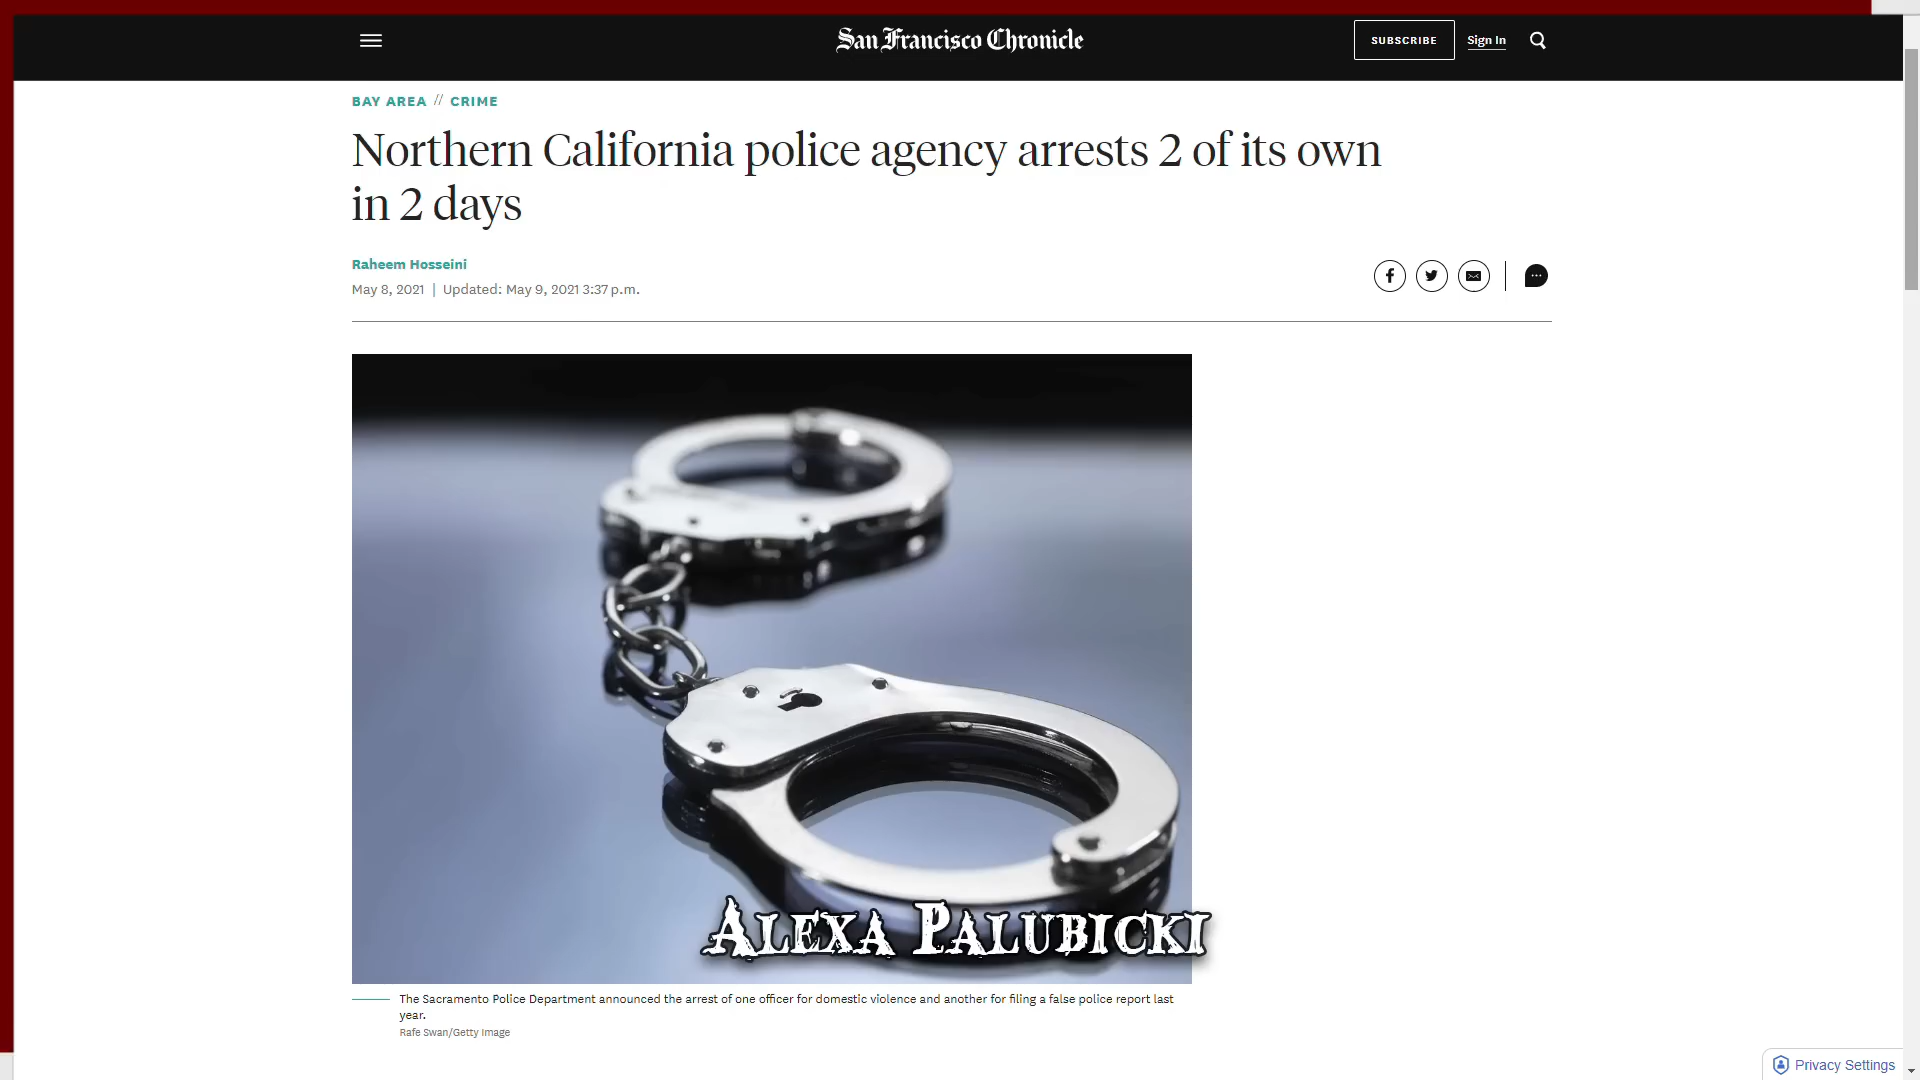 San Francisco Chronicle
SUBSCRIBE
Sign In
BAY AREA // CRIME
Northern California police agency arrests 2 of its own
in 2 days
Raheem Hosseini
May 8, 2021 | Updated: May 9, 2021 3:37 p.m.
ALEXA PALUBICKI
The Sacramento Police Department announced the arrest of one officer for domestic violence and another for filing a false police report last
year.
Rafe Swan/Getty Image
Privacy Settings